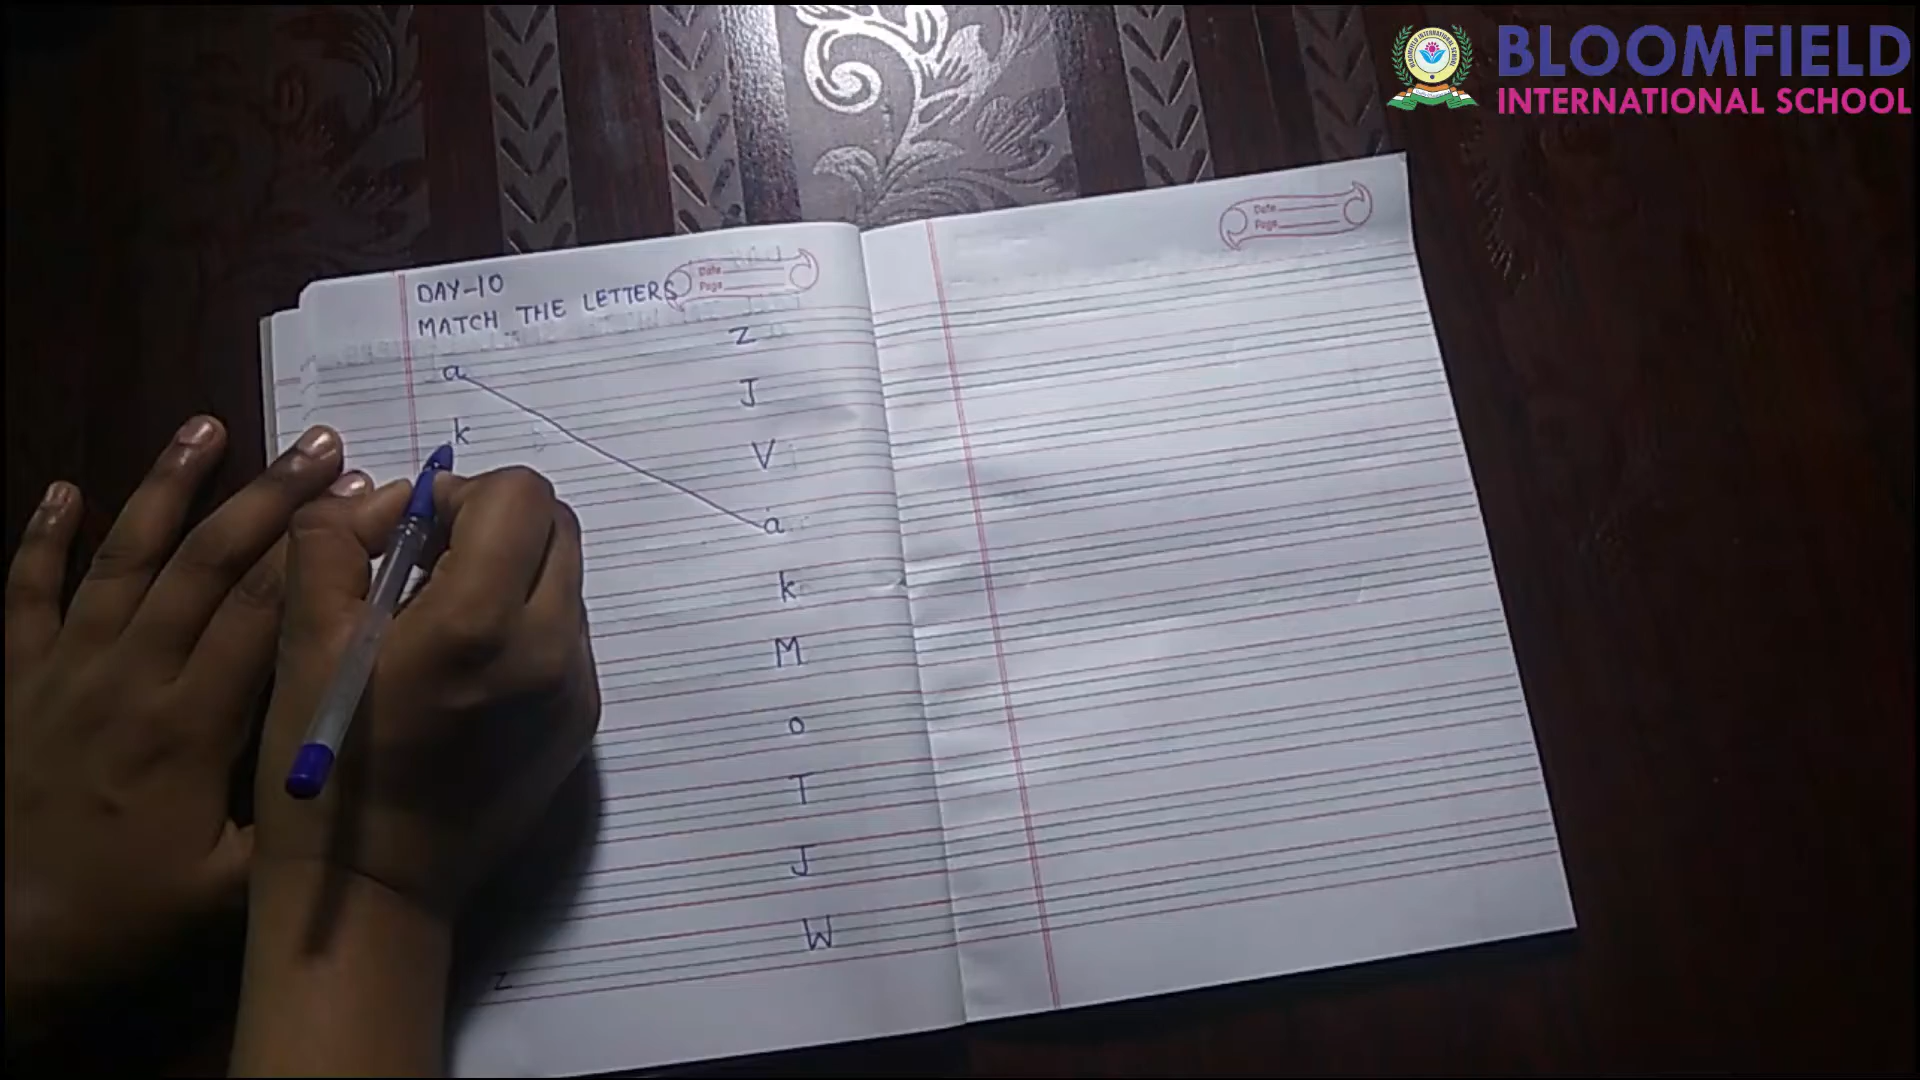 BLOOMFIELD
INTERNATIONAL SCHOOL
Date
Page
DAY-10
Date
Page
MATCH THE LETTERS
Z
a
J
k
V
a
k
M
o
T
J
W
Z